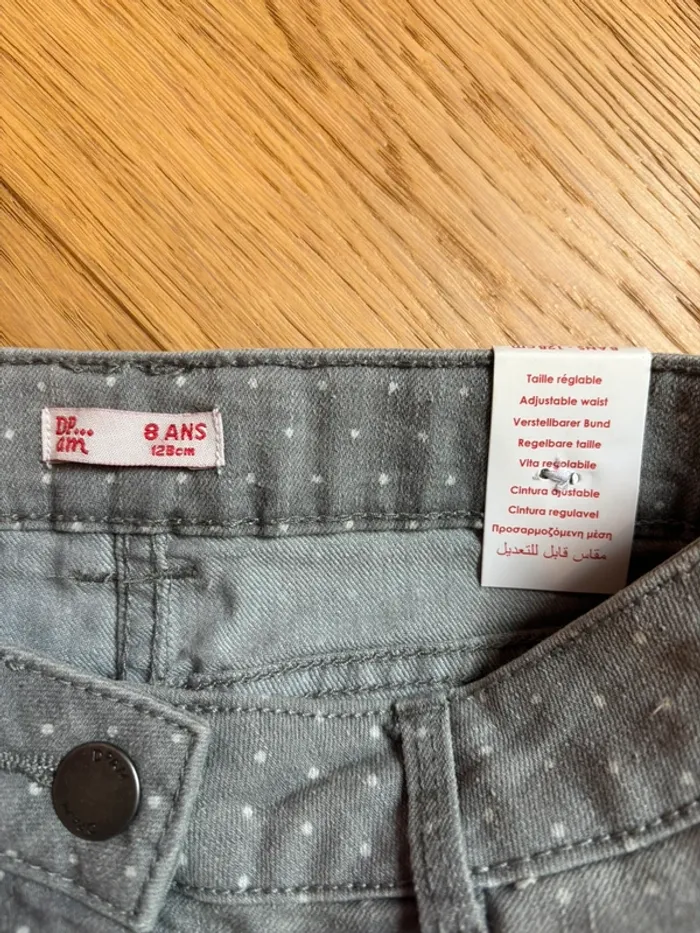 DP...
am
8 ANS
128cm
Taille réglable
Adjustable waist
Verstellbarer Bund
Regelbare taille
Vita regolabile
Cintura ajustable
Cintura regulavel
Προσαρμοζόμενη μέση
مقاس قابل للتعديل